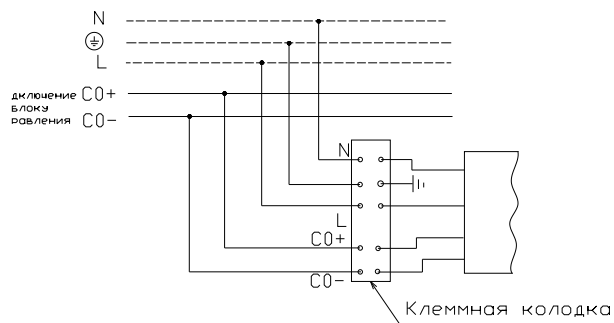 N
L
дключение CO+
блоку
равления CO-
N
L
CO+
CO-
Клеммная колодка